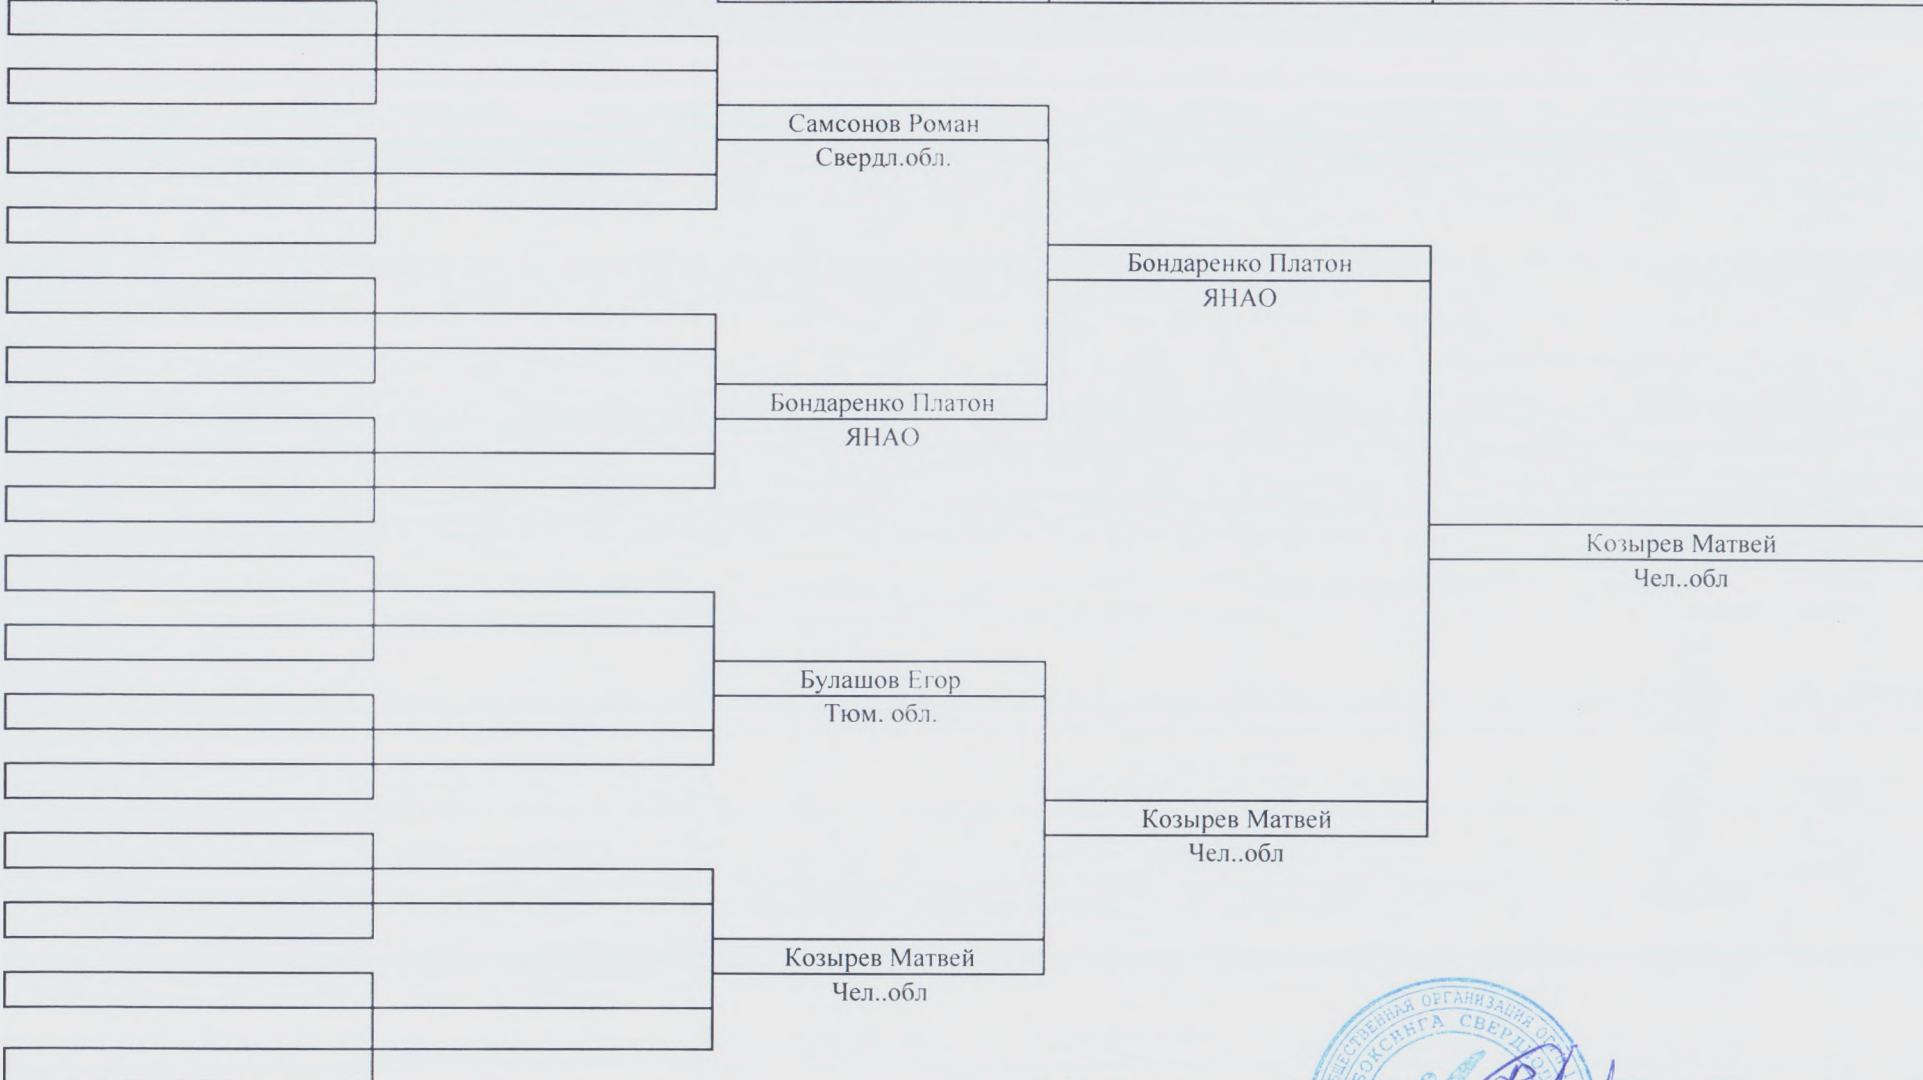 Самсонов Роман
Свердл.обл.
Бондаренко Платон
ЯНАО
Бондаренко Платон
ЯНАО
Козырев Матвей
Чел..обл
Булашов Егор
Тюм. обл.
Козырев Матвей
Чел..обл
Козырев Матвей
Чел..обл
ОРГАНИЗАЦИЯ